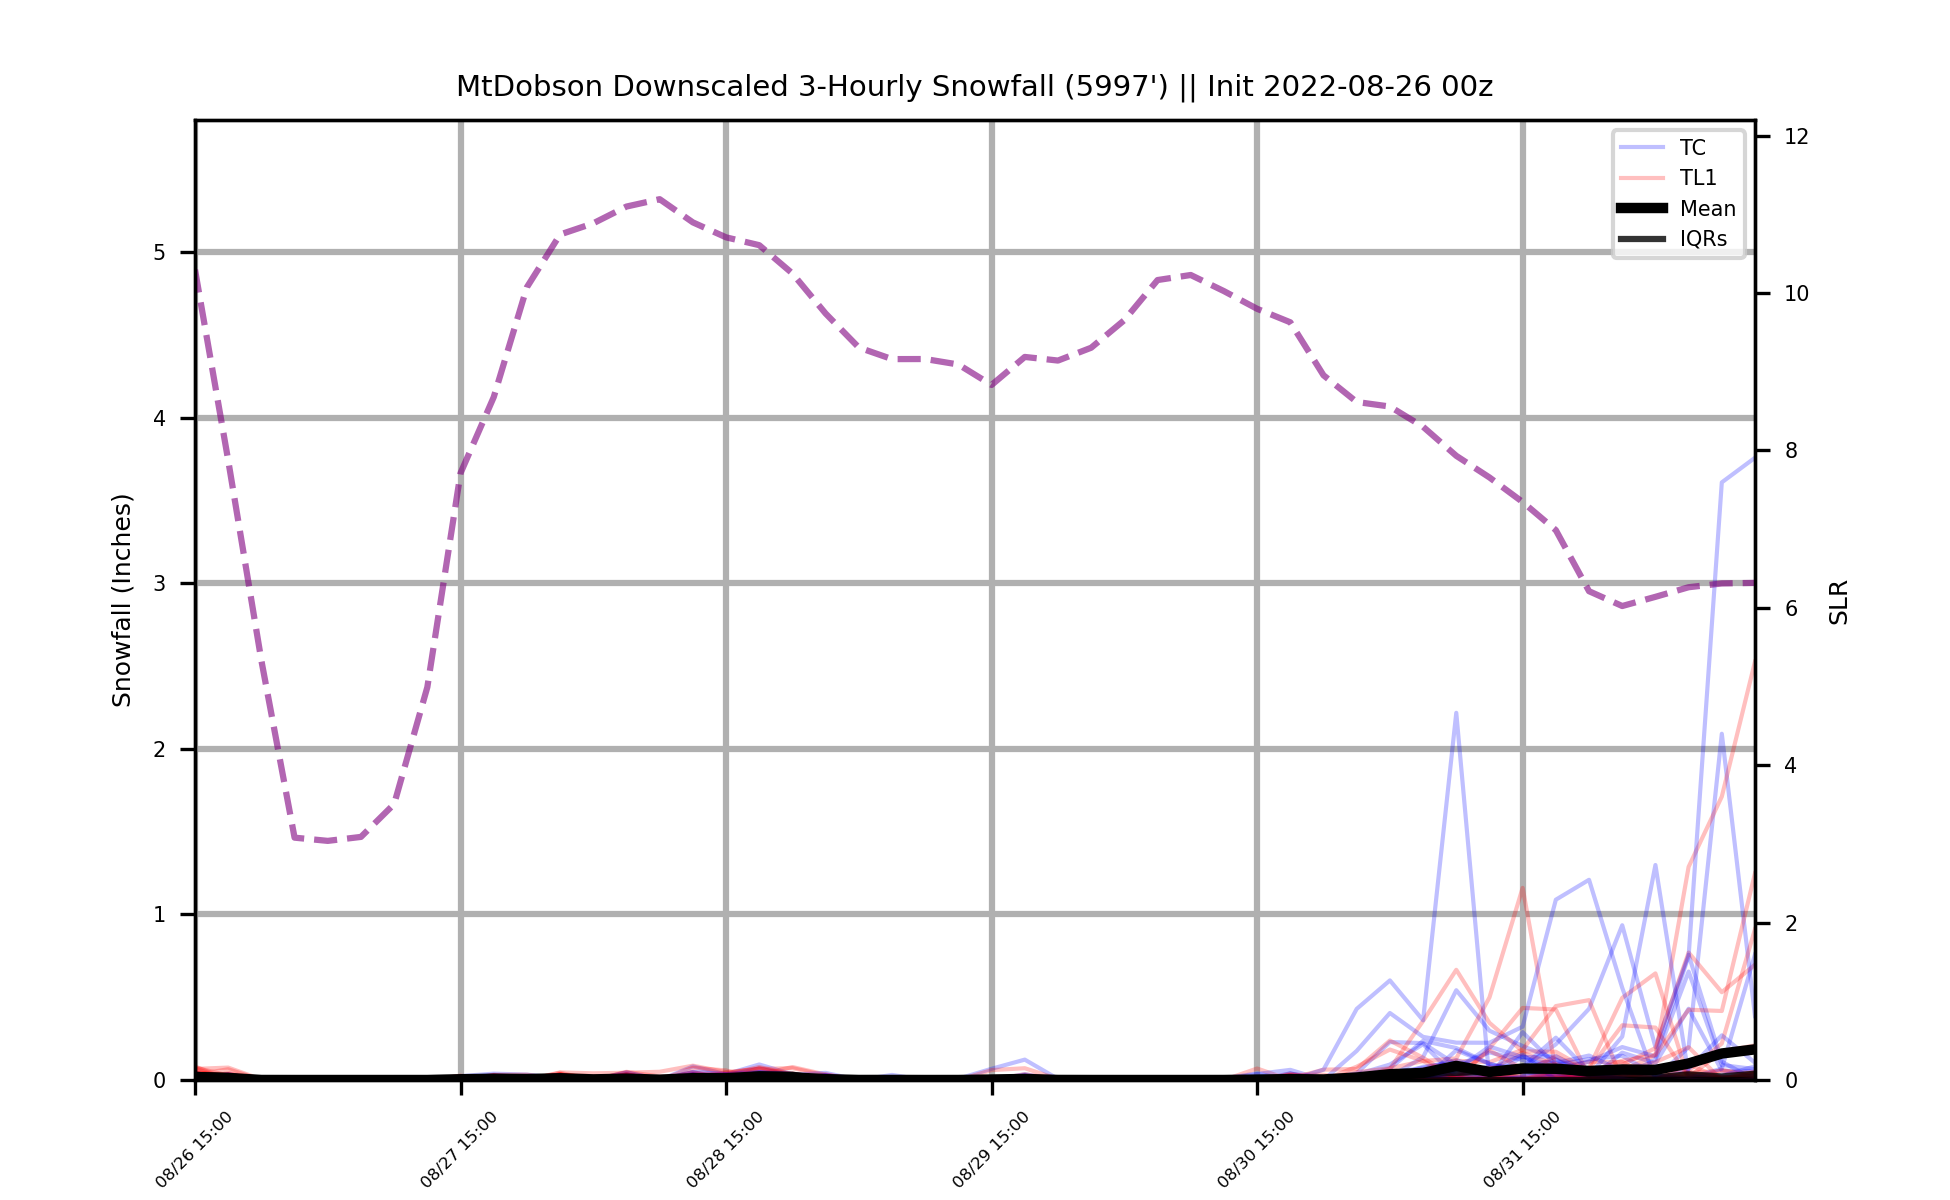 MtDobson Downscaled 3-Hourly Snowfall (5997') || Init 2022-08-26 00z
TC
TL1
Mean
IQRs
Snowfall (Inches)
5
4
3
2
1
0
12
10
8
6
4
2
0
SLR
08/26 15:00
08/27 15:00
08/28 15:00
08/29 15:00
08/30 15:00
08/31 15:00